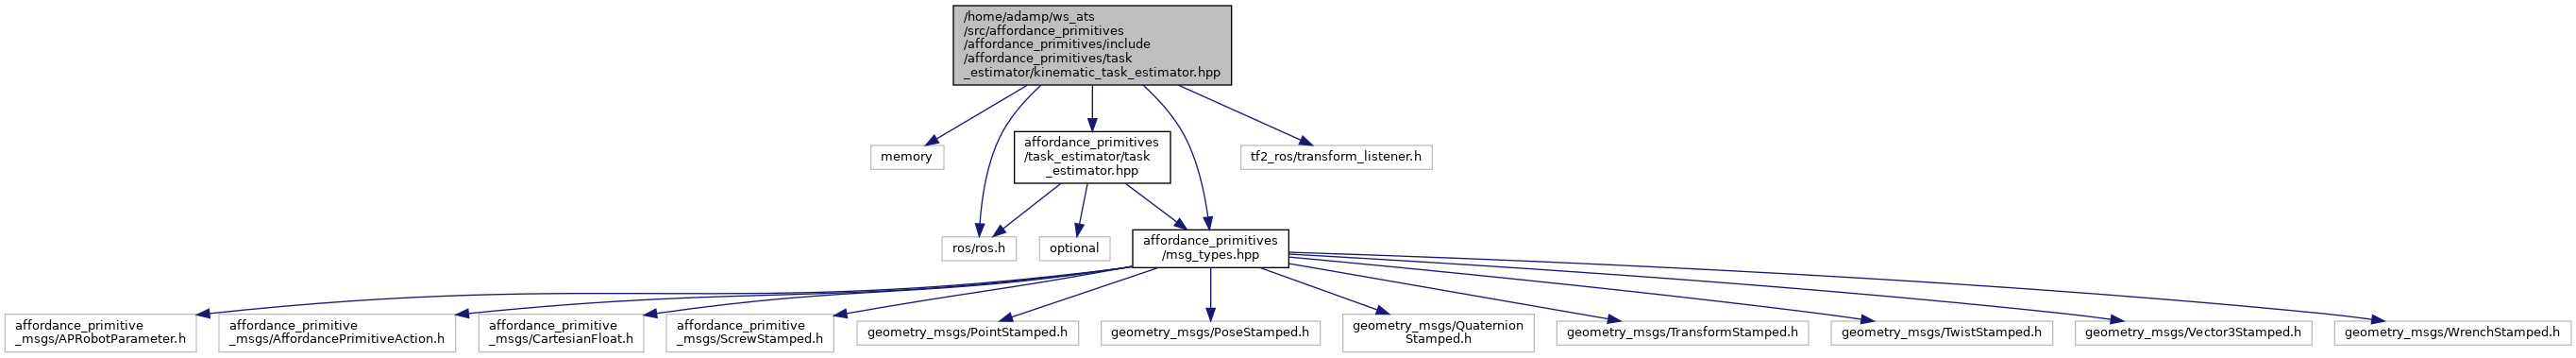 /home/adamp/ws_ats
/src/affordance_primitives
/affordance_primitives/include
/affordance_primitives/task
_estimator/kinematic_task_estimator.hpp
memory
affordance_primitives
/task_estimator/task
_estimator.hpp
tf2_ros/transform_listener.h
ros/ros.h
optional
affordance_primitives
/msg_types.hpp
affordance_primitive
_msgs/APRobotParameter.h
affordance_primitive
_msgs/AffordancePrimitiveAction.h
affordance_primitive
_msgs/CartesianFloat.h
affordance_primitive
_msgs/ScrewStamped.h
geometry_msgs/PointStamped.h
geometry_msgs/PoseStamped.h
geometry_msgs/Quaternion
Stamped.h
geometry_msgs/TransformStamped.h
geometry_msgs/TwistStamped.h
geometry_msgs/Vector3Stamped.h
geometry_msgs/WrenchStamped.h